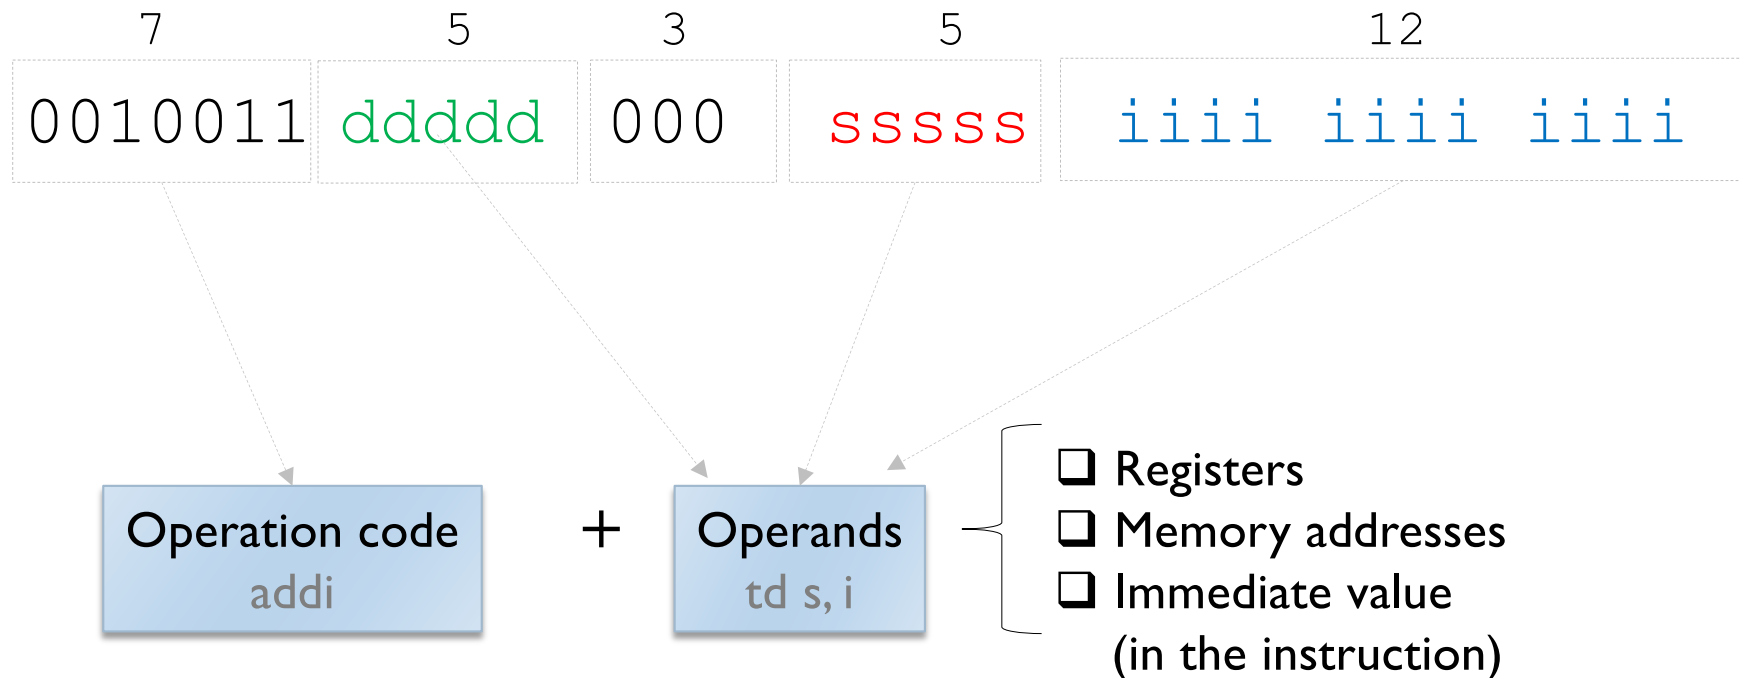 7 5 3 5 12
0010011 ddddd 000 sssss iiii iiii iiii
Operation code
addi
+
Operands
td s, i
❑ Registers
❑ Memory addresses
❑ Immediate value
(in the instruction)